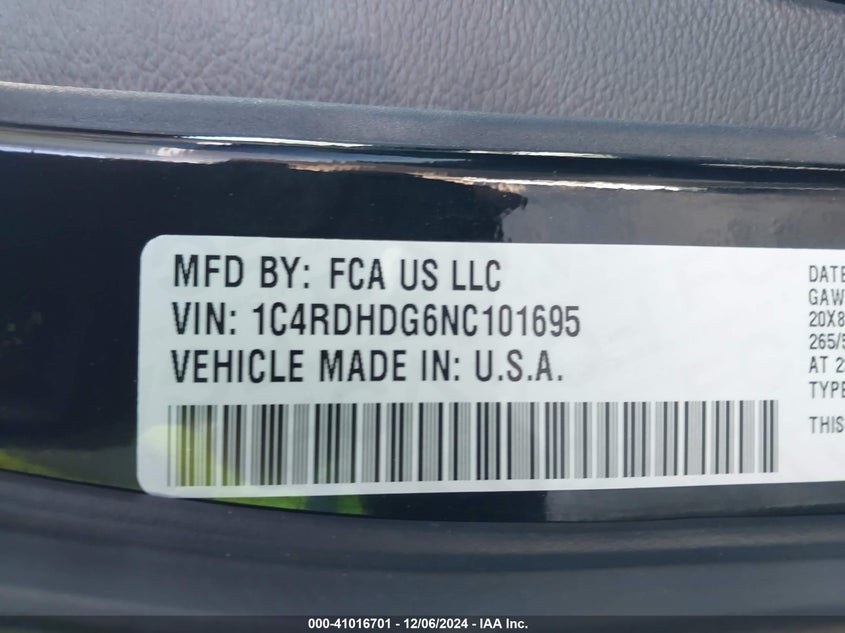 MFD BY: FCA US LLC
VIN: 1C4RDHDG6NC101695
VEHICLE MADE IN: U.S.A.
DATE
GAW
20X8
265/5
AT 2
TYPE
THIS
000-41016701 - 12/06/2024 - IAA Inc.